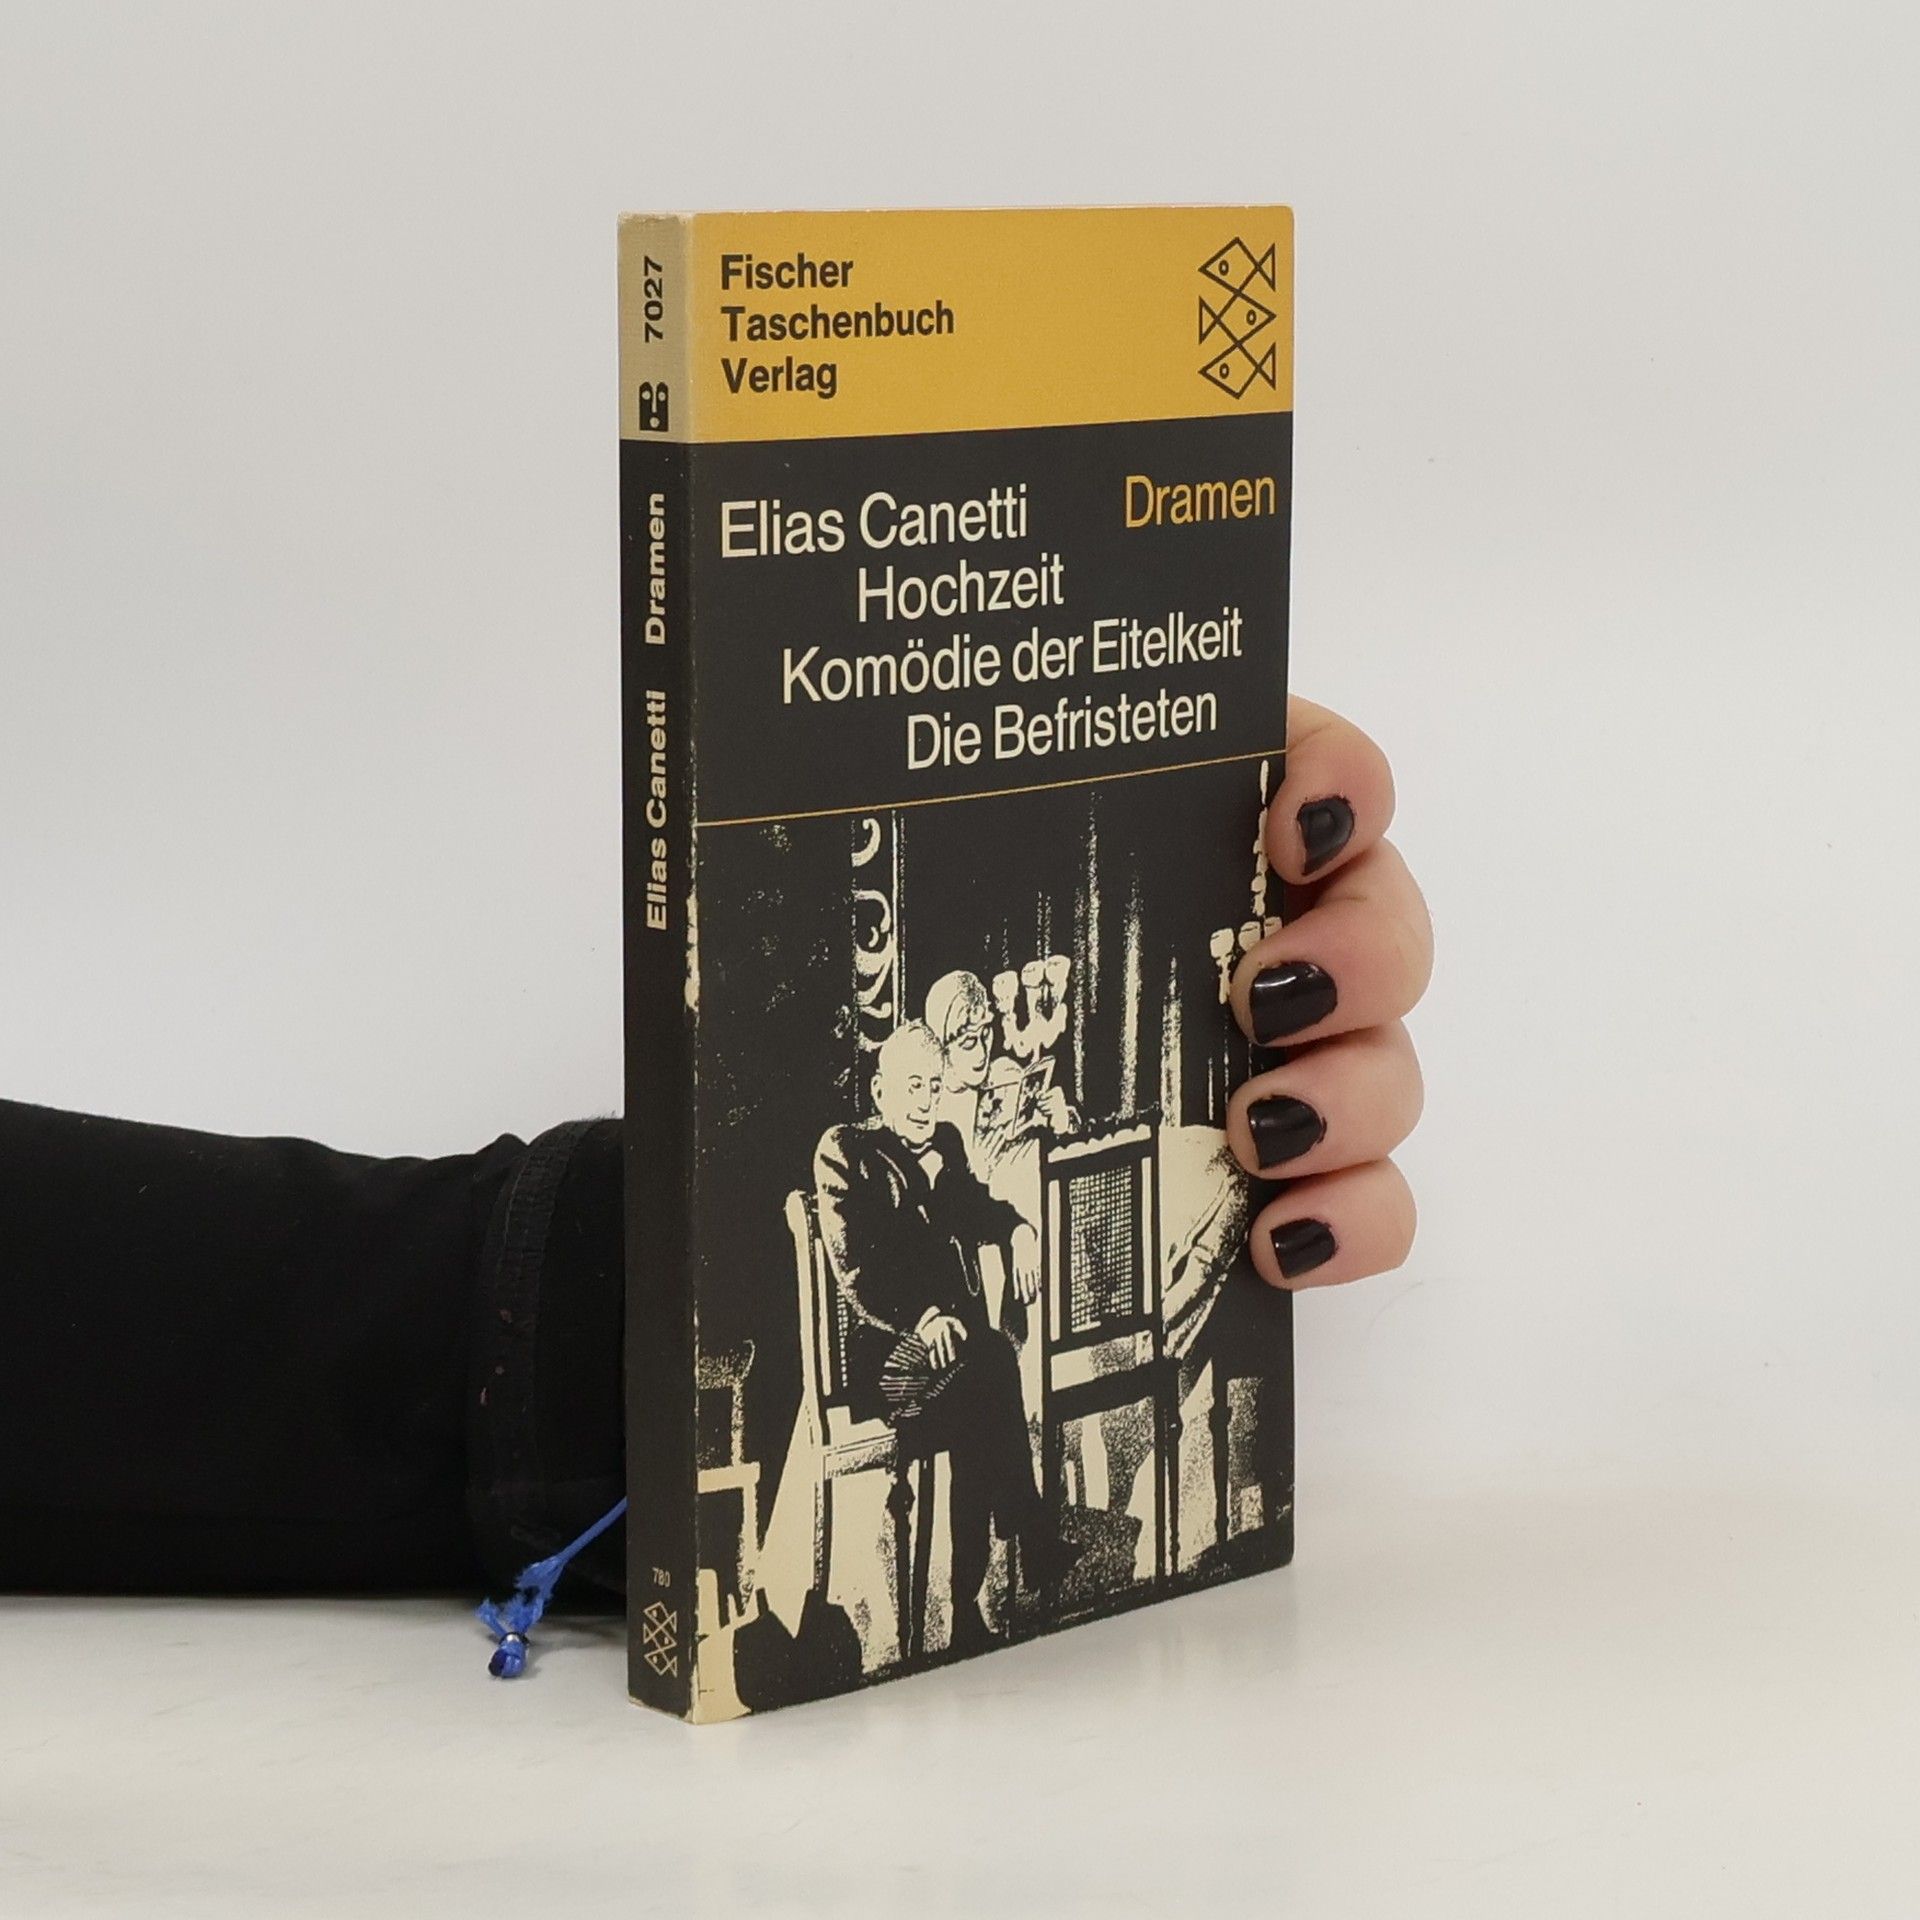 Fischer
Taschenbuch
Verlag
Elias Canetti
Dramen
Hochzeit
Komödie der Eitelkeit
Die Befristeten
Elias Canetti Dramen 7027
780